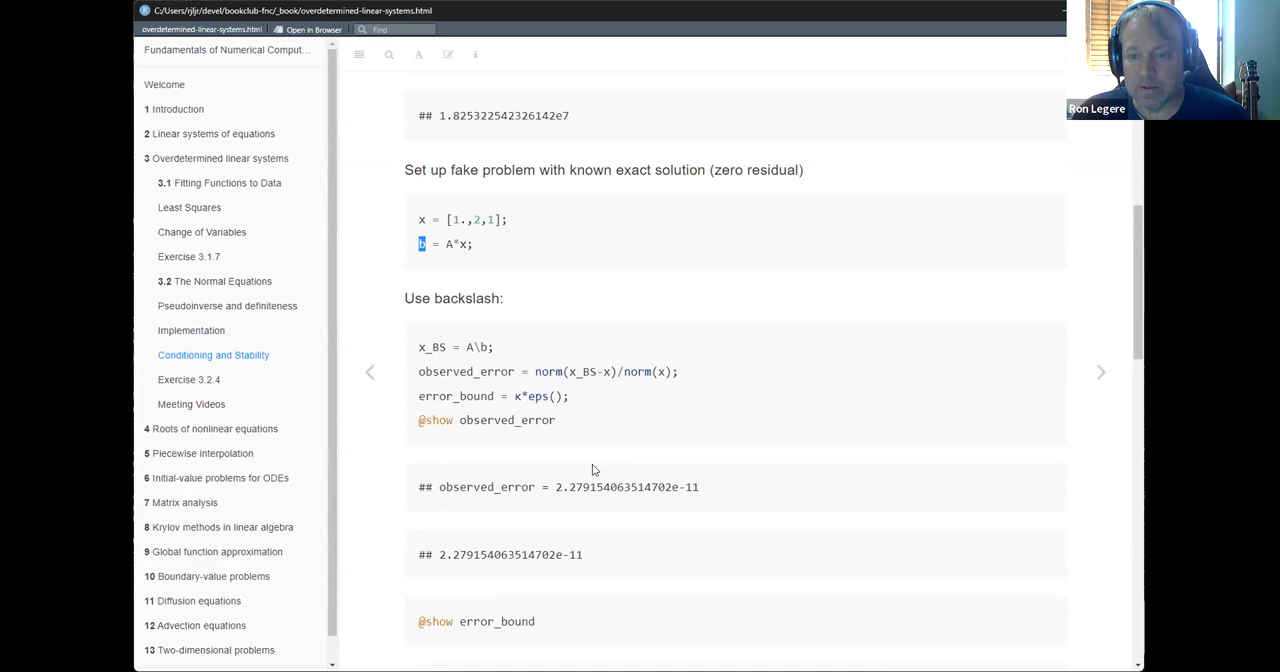 C:/Users/rjljr/devel/bookclub-fnc/_book/overdetermined-linear-systems.html
overdetermined-linear-systems.html Open in Browser Find
Fundamentals of Numerical Comput...
Welcome
1 Introduction
2 Linear systems of equations
3 Overdetermined linear systems
3.1 Fitting Functions to Data
Least Squares
Change of Variables
Exercise 3.1.7
3.2 The Normal Equations
Pseudoinverse and definiteness
Implementation
Conditioning and Stability
Exercise 3.2.4
Meeting Videos
4 Roots of nonlinear equations
5 Piecewise interpolation
6 Initial-value problems for ODEs
7 Matrix analysis
8 Krylov methods in linear algebra
9 Global function approximation
10 Boundary-value problems
11 Diffusion equations
12 Advection equations
13 Two-dimensional problems
## 1.825322542326142e7
Set up fake problem with known exact solution (zero residual)
x = [1.,2,1];
b = A*x;
Use backslash:
x_BS = A\b;
observed_error = norm(x_BS-x)/norm(x);
error_bound = κ*eps();
@show observed_error
## observed_error = 2.279154063514702e-11
## 2.279154063514702e-11
@show error_bound
Ron Legere